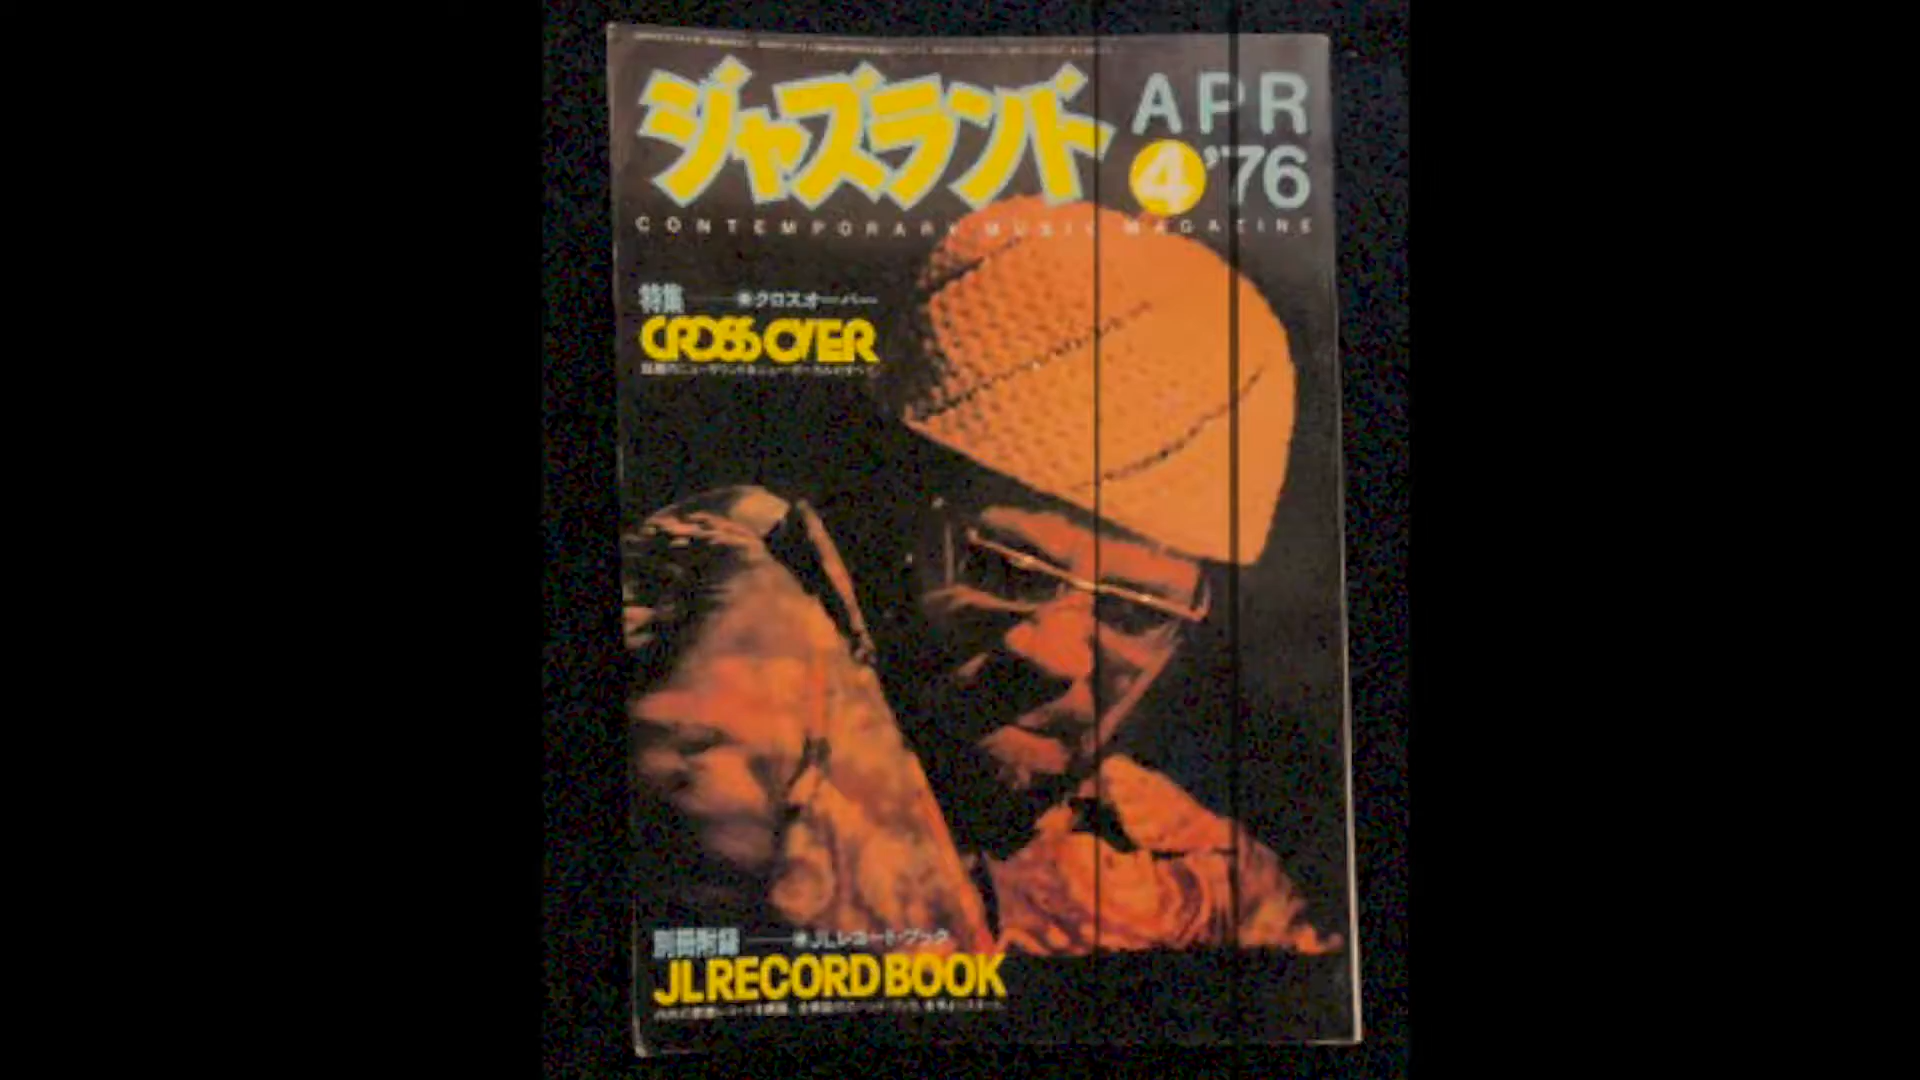 ジャズランド
APR
4 '76
CONTEMPORARY MUSIC MAGAZINE
特集 ●クロスオーバー
CROSS OVER
別冊附録 ●JLレコード・ブック
JL RECORD BOOK